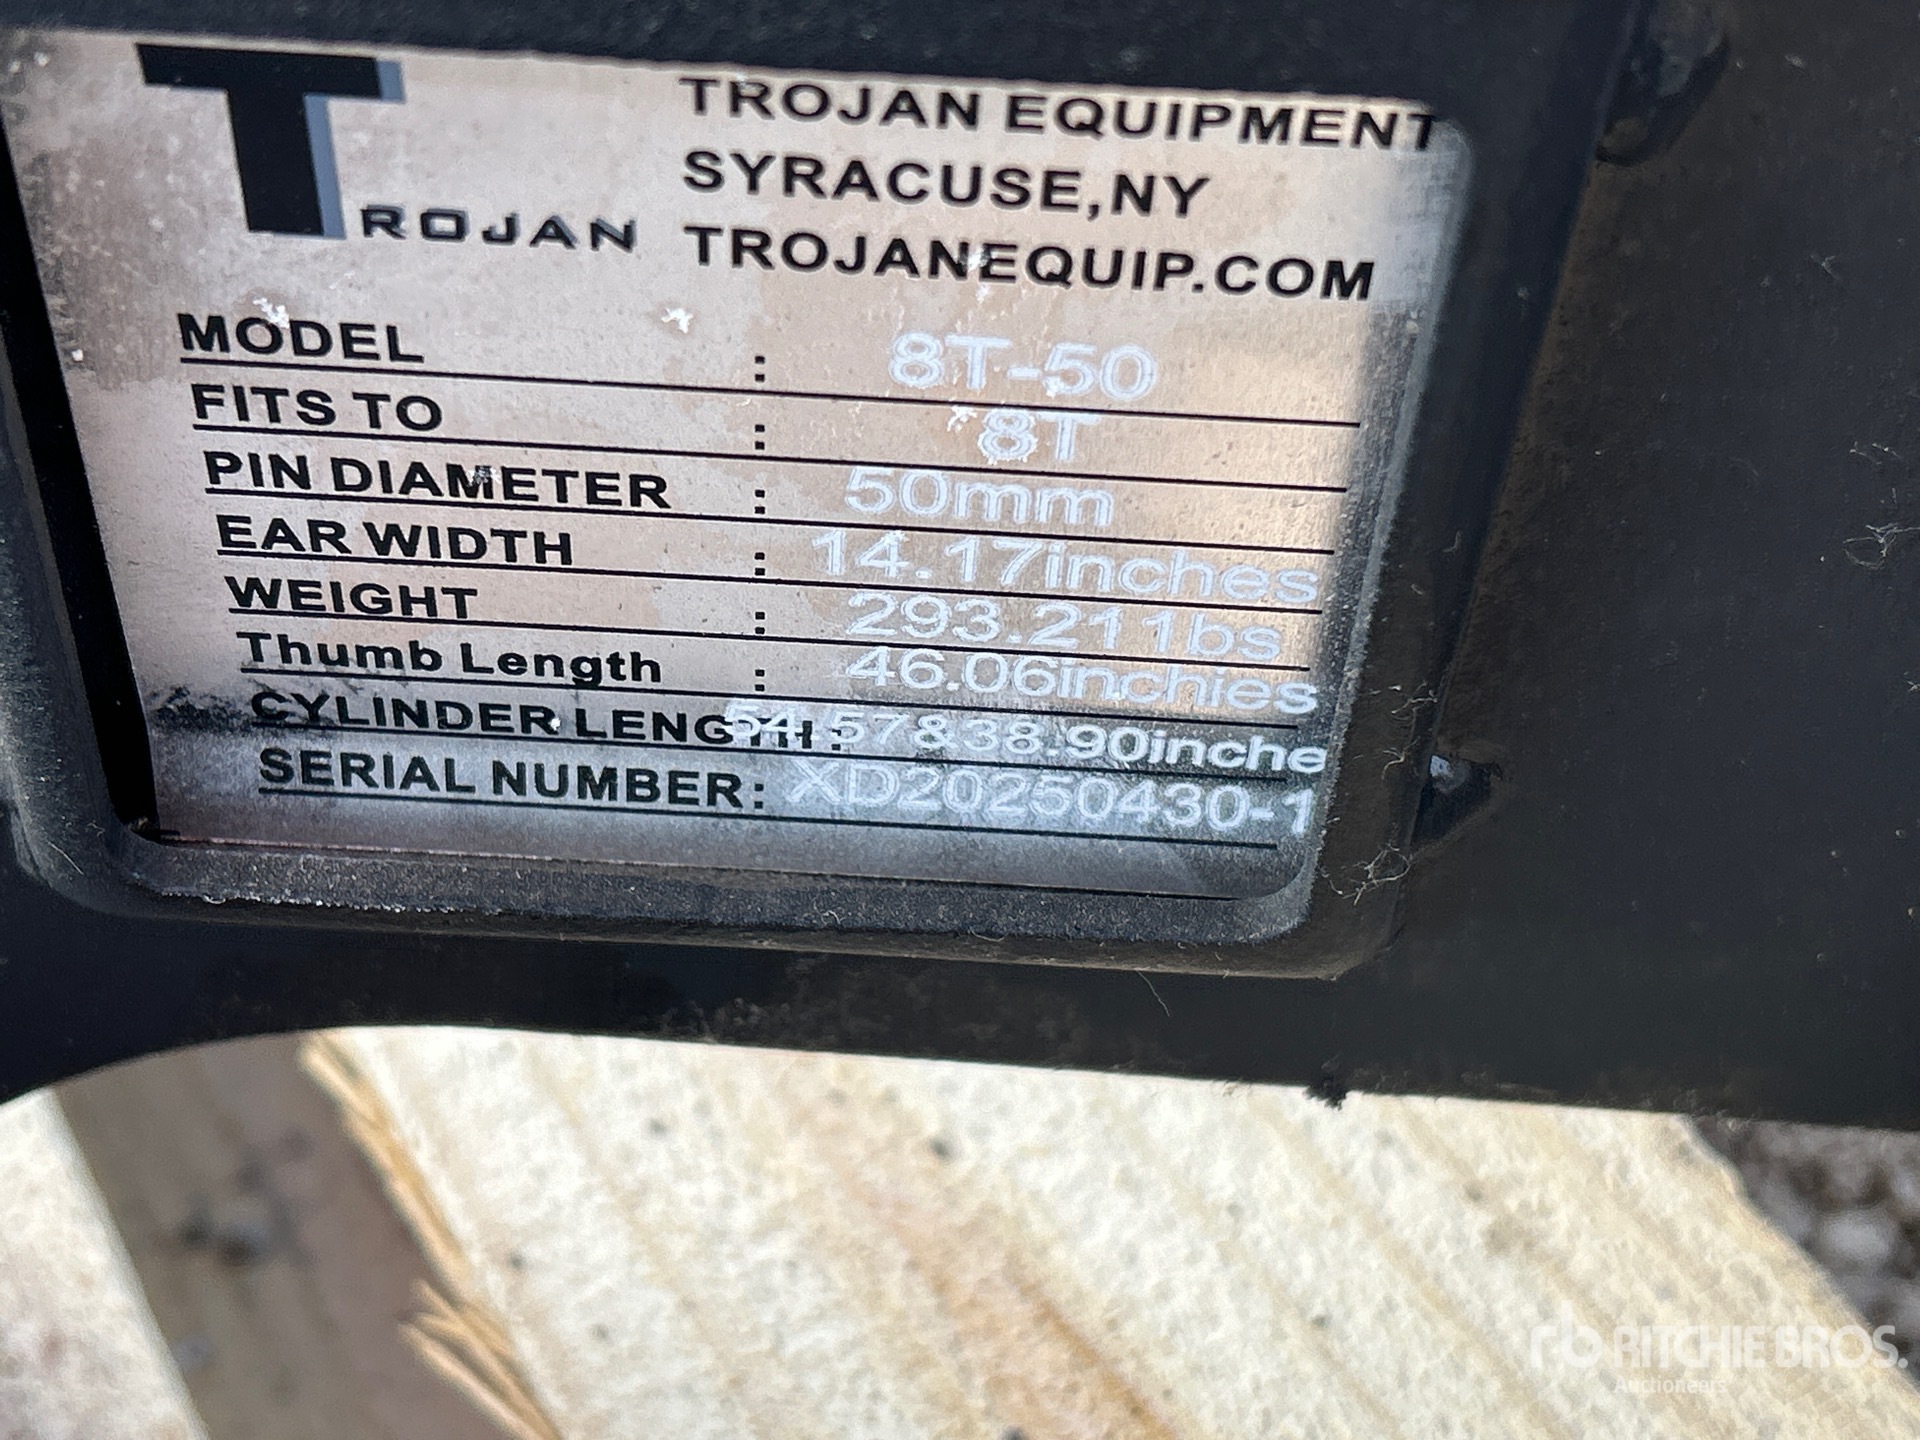 TROJAN
TROJAN EQUIPMENT
SYRACUSE,NY
TROJANEQUIP.COM
MODEL : 8T-50
FITS TO : 8T
PIN DIAMETER : 50mm
EAR WIDTH : 14.17inches
WEIGHT : 293.21lbs
Thumb Length : 46.06inchies
CYLINDER LENGTH : 54.57&38.90inche
SERIAL NUMBER: XD20250430-1
rb RITCHIE BROS.
Auctioneers